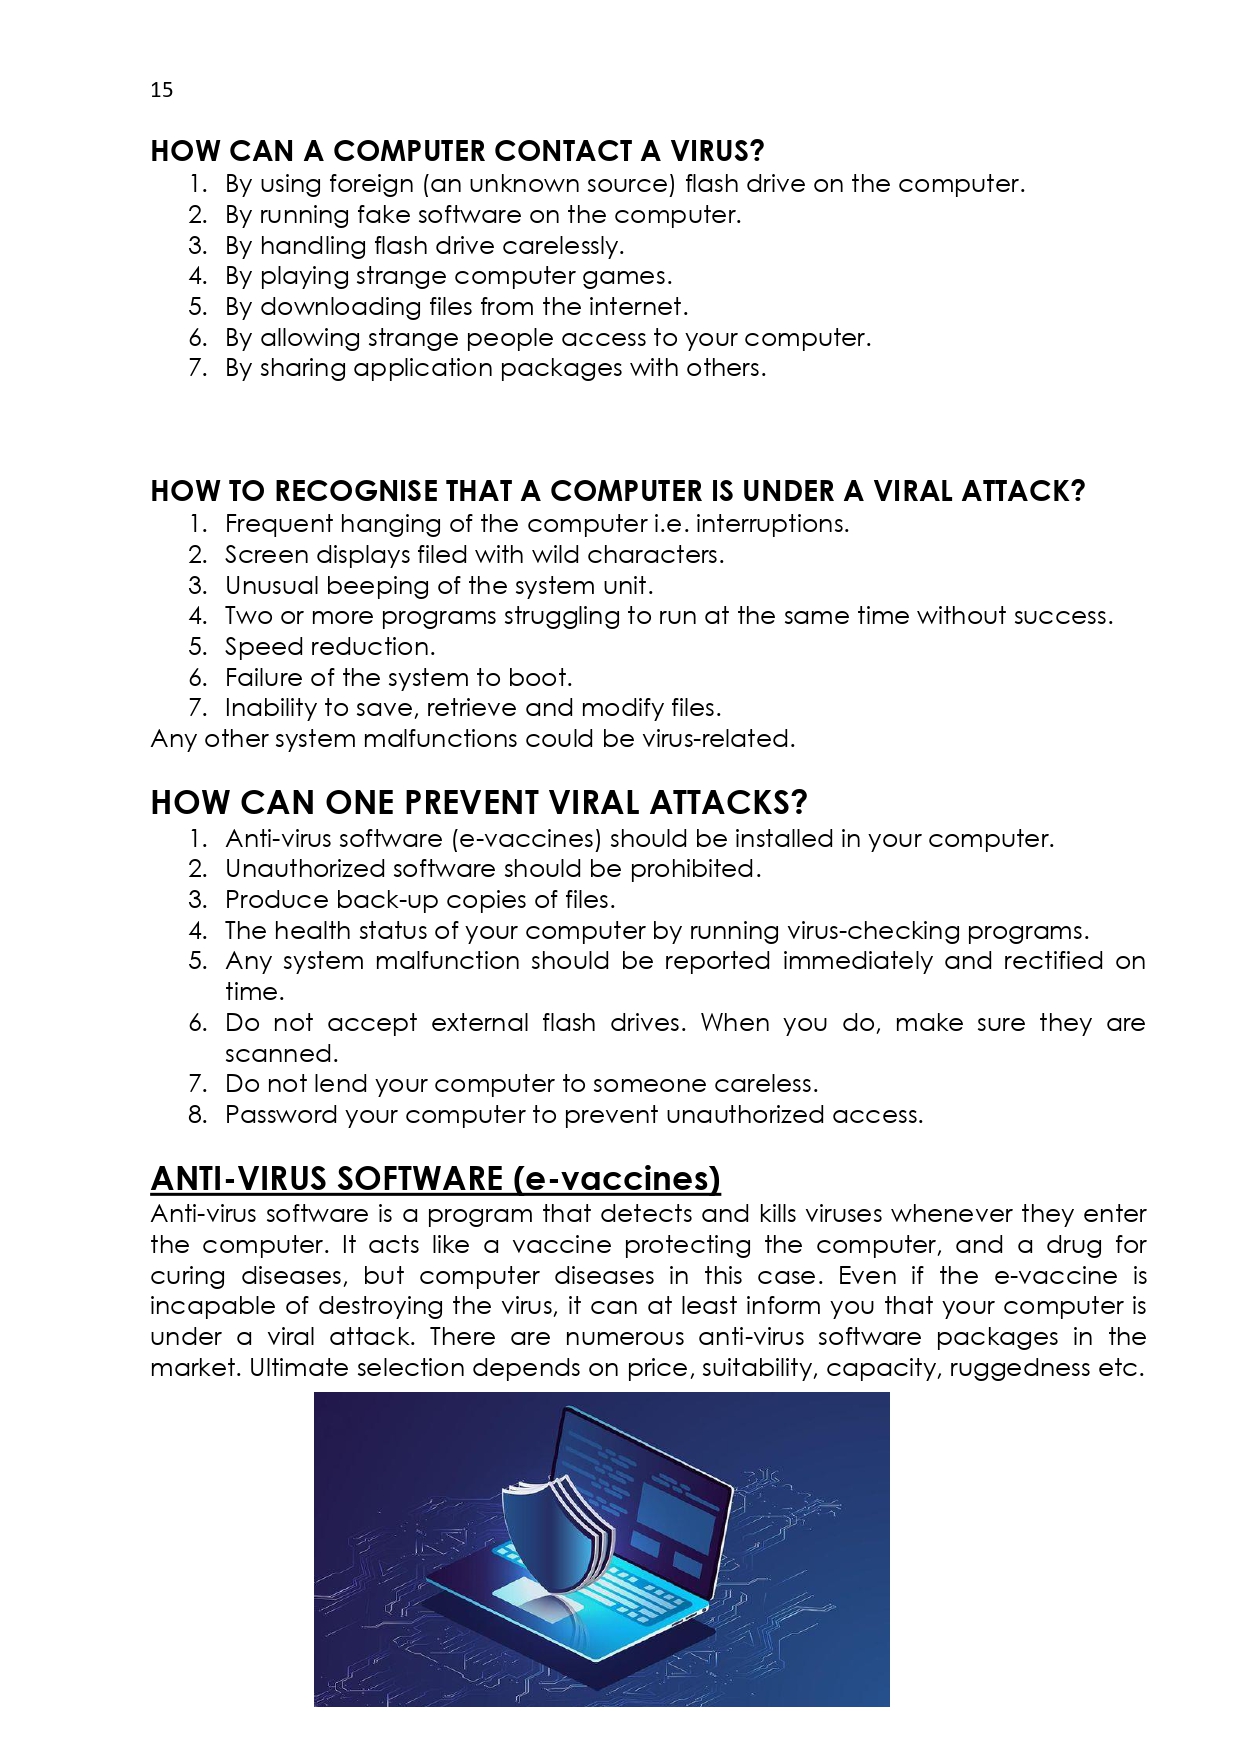 15
HOW CAN A COMPUTER CONTACT A VIRUS?
1. By using foreign (an unknown source) flash drive on the computer.
2. By running fake software on the computer.
3. By handling flash drive carelessly.
4. By playing strange computer games.
5. By downloading files from the internet.
6. By allowing strange people access to your computer.
7. By sharing application packages with others.
HOW TO RECOGNISE THAT A COMPUTER IS UNDER A VIRAL ATTACK?
1. Frequent hanging of the computer i.e. interruptions.
2. Screen displays filed with wild characters.
3. Unusual beeping of the system unit.
4. Two or more programs struggling to run at the same time without success.
5. Speed reduction.
6. Failure of the system to boot.
7. Inability to save, retrieve and modify files.
Any other system malfunctions could be virus-related.
HOW CAN ONE PREVENT VIRAL ATTACKS?
1. Anti-virus software (e-vaccines) should be installed in your computer.
2. Unauthorized software should be prohibited.
3. Produce back-up copies of files.
4. The health status of your computer by running virus-checking programs.
5. Any system malfunction should be reported immediately and rectified on
time.
6. Do not accept external flash drives. When you do, make sure they are
scanned.
7. Do not lend your computer to someone careless.
8. Password your computer to prevent unauthorized access.
ANTI-VIRUS SOFTWARE (e-vaccines)
Anti-virus software is a program that detects and kills viruses whenever they enter
the computer. It acts like a vaccine protecting the computer, and a drug for
curing diseases, but computer diseases in this case. Even if the e-vaccine is
incapable of destroying the virus, it can at least inform you that your computer is
under a viral attack. There are numerous anti-virus software packages in the
market. Ultimate selection depends on price, suitability, capacity, ruggedness etc.